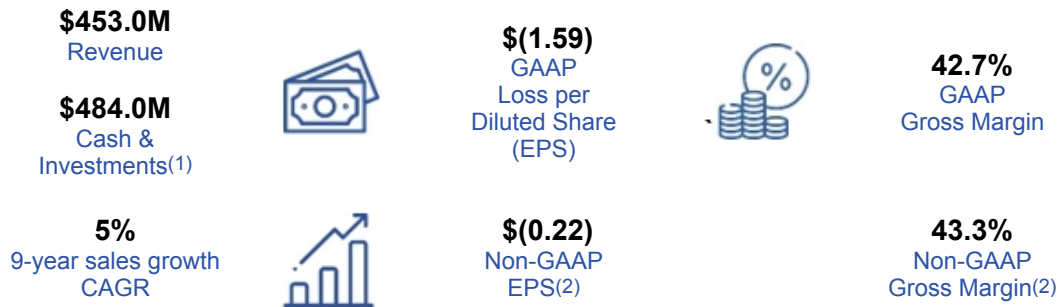 $453.0M
Revenue
$484.0M
Cash &
Investments(1)
5%
9-year sales growth
CAGR
$(1.59)
GAAP
Loss per
Diluted Share
(EPS)
$(0.22)
Non-GAAP
EPS(2)
%
42.7%
GAAP
Gross Margin
43.3%
Non-GAAP
Gross Margin(2)